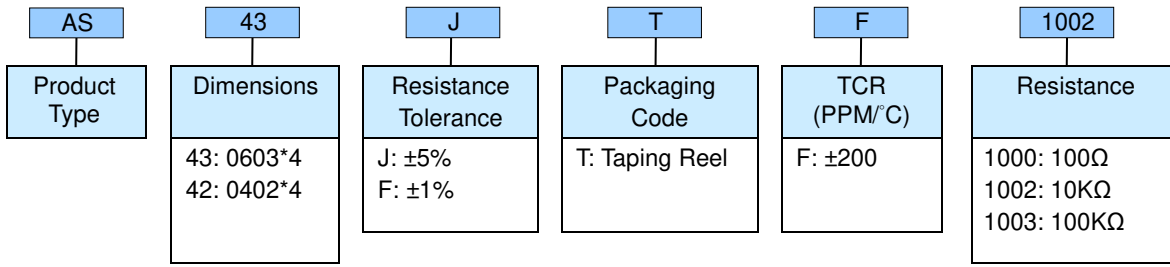 AS
43
J
T
F
1002
Product
Type
Dimensions
Resistance
Tolerance
Packaging
Code
TCR
(PPM/°C)
Resistance
43: 0603*4
42: 0402*4
J: ±5%
F: ±1%
T: Taping Reel
F: ±200
1000: 100Ω
1002: 10KΩ
1003: 100KΩ